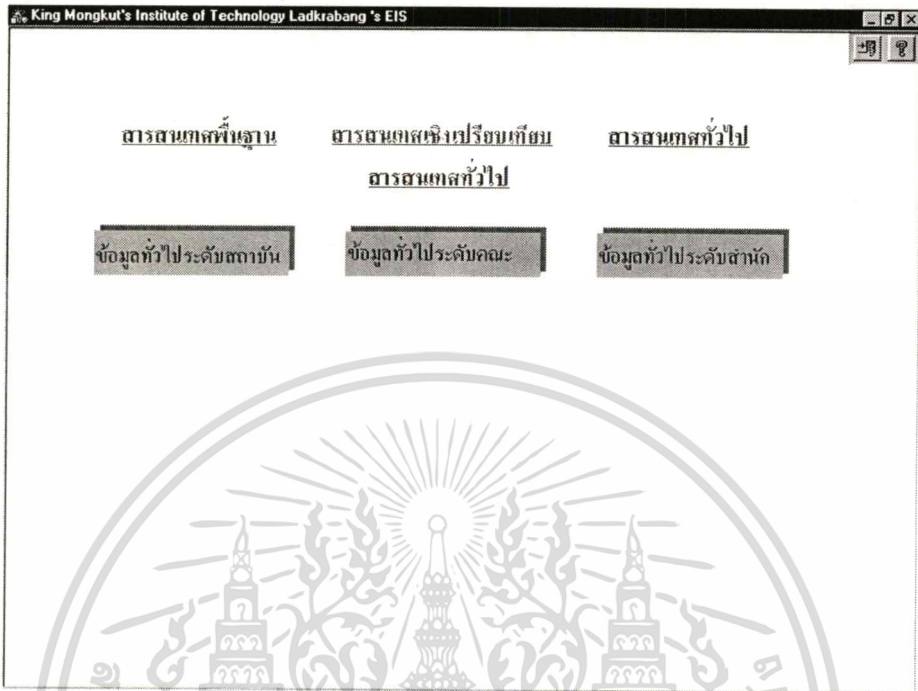 King Mongkut's Institute of Technology Ladkrabang 's EIS
สารสนเทศพื้นฐาน สารสนเทศเชิงเปรียบเทียบ สารสนเทศทั่วไป
สารสนเทศทั่วไป
ข้อมูลทั่วไประดับสถาบัน ข้อมูลทั่วไประดับคณะ ข้อมูลทั่วไประดับสำนัก